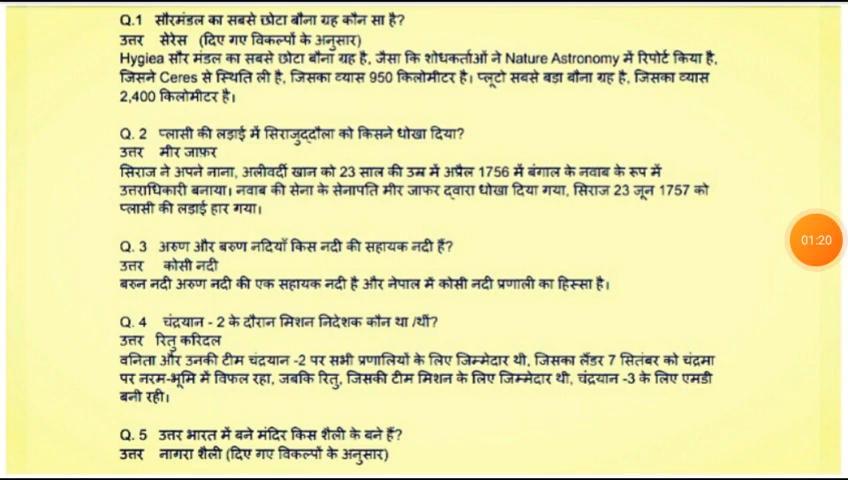 Q.1 सौरमंडल का सबसे छोटा बौना ग्रह कौन सा है?
उत्तर सेरेस (दिए गए विकल्पों के अनुसार)
Hygiea सौर मंडल का सबसे छोटा बौना ग्रह है, जैसा कि शोधकर्ताओं ने Nature Astronomy में रिपोर्ट किया है,
जिसने Ceres से स्थिति ली है, जिसका व्यास 950 किलोमीटर है। प्लूटो सबसे बड़ा बौना ग्रह है, जिसका व्यास
2,400 किलोमीटर है।
Q. 2 प्लासी की लड़ाई में सिराजुद्दौला को किसने धोखा दिया?
उत्तर मीर जाफ़र
सिराज ने अपने नाना, अलीवर्दी खान को 23 साल की उम्र में अप्रैल 1756 में बंगाल के नवाब के रूप में
उत्तराधिकारी बनाया। नवाब की सेना के सेनापति मीर जाफर द्वारा धोखा दिया गया, सिराज 23 जून 1757 को
प्लासी की लडाई हार गया।
01:20
Q. 3 अरुण और बरुण नदियाँ किस नदी की सहायक नदी हैं?
उत्तर कोसी नदी
बरुन नदी अरुण नदी की एक सहायक नदी है और नेपाल में कोसी नदी प्रणाली का हिस्सा है।
Q. 4 चंद्रयान - 2 के दौरान मिशन निदेशक कौन था /थीं?
उत्तर रितु करिदल
वनिता और उनकी टीम चंद्रयान -2 पर सभी प्रणालियों के लिए जिम्मेदार थी, जिसका लैंडर 7 सितंबर को चंद्रमा
पर नरम-भूमि में विफल रहा, जबकि रितु, जिसकी टीम मिशन के लिए जिम्मेदार थी, चंद्रयान -3 के लिए एमडी
बनी रही।
Q. 5 उत्तर भारत में बने मंदिर किस शैली के बने हैं?
उत्तर नागरा शैली (दिए गए विकल्पों के अनुसार)